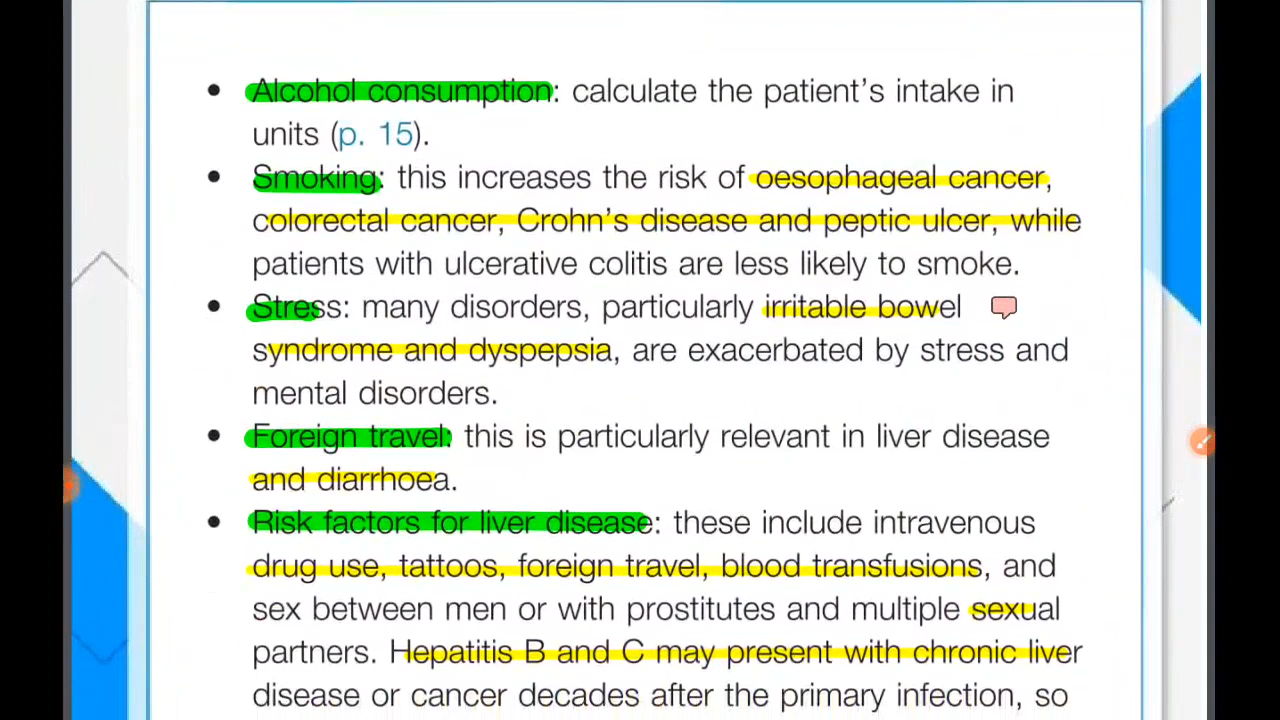 • Alcohol consumption: calculate the patient’s intake in
units (p. 15).
• Smoking: this increases the risk of oesophageal cancer,
colorectal cancer, Crohn’s disease and peptic ulcer, while
patients with ulcerative colitis are less likely to smoke.
• Stress: many disorders, particularly irritable bowel
syndrome and dyspepsia, are exacerbated by stress and
mental disorders.
• Foreign travel: this is particularly relevant in liver disease
and diarrhoea.
• Risk factors for liver disease: these include intravenous
drug use, tattoos, foreign travel, blood transfusions, and
sex between men or with prostitutes and multiple sexual
partners. Hepatitis B and C may present with chronic liver
disease or cancer decades after the primary infection, so